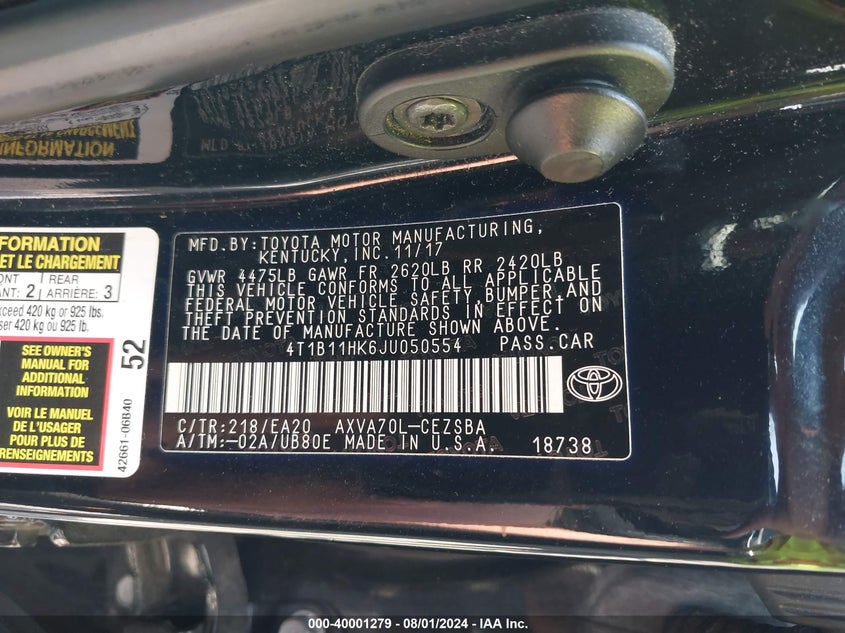 MFD.BY:TOYOTA MOTOR MANUFACTURING,
KENTUCKY, INC. 11/17
GVWR 4475LB GAWR FR 2620LB RR 2420LB
THIS VEHICLE CONFORMS TO ALL APPLICABLE
FEDERAL MOTOR VEHICLE SAFETY,BUMPER,AND
THEFT PREVENTION STANDARDS IN EFFECT ON
THE DATE OF MANUFACTURE SHOWN ABOVE.
4T1B11HK6JU050554 PASS.CAR
C/TR:218/EA20 AXVA70L-CEZSBA
A/TM:-02A/UB80E MADE IN U.S.A. 18738
INFORMATION
ET LE CHARGEMENT
2 REAR
ARRIÈRE 3
exceed 420 kg or 925 lbs.
420 kg ou 925 lb.
SEE OWNER'S
MANUAL FOR
ADDITIONAL
INFORMATION
VOIR LE MANUEL
DE L'USAGER
POUR PLUS DE
RENSEIGNEMENTS
52
42661-06B40
000-40001279 - 08/01/2024 - IAA Inc.